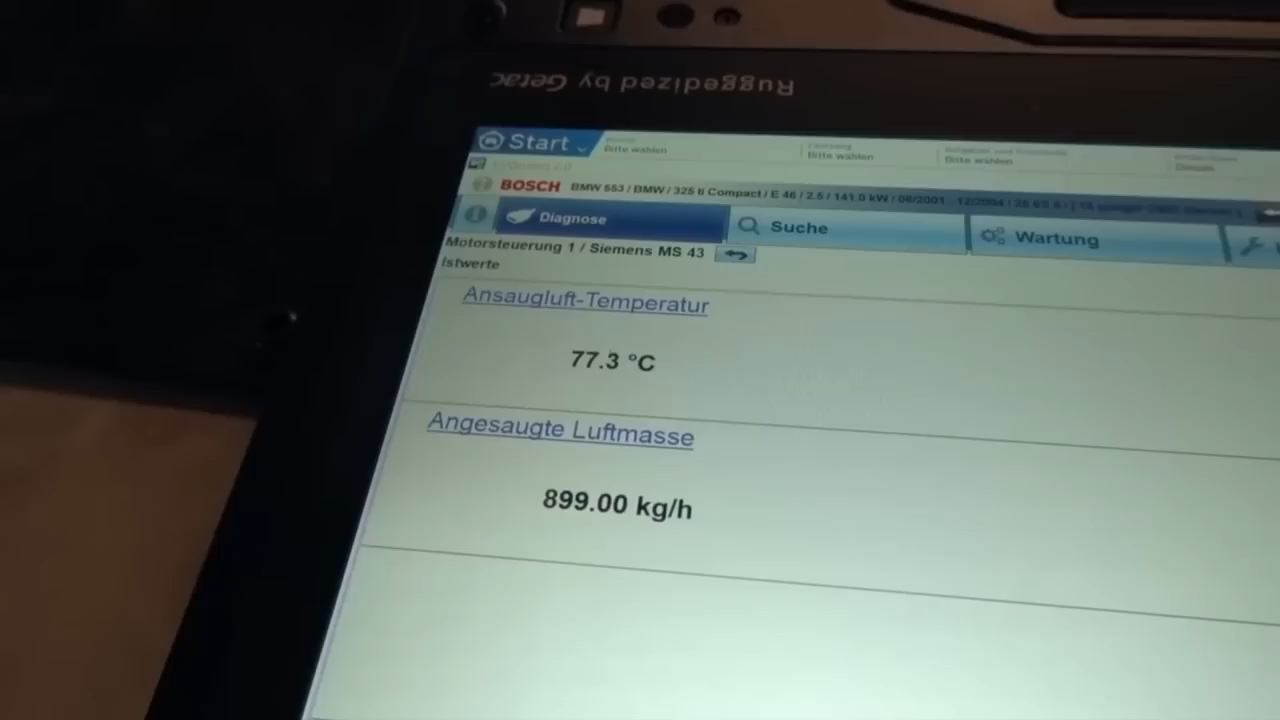 Ruggedized by Getac
Start
Bitte wählen
Bitte wählen
Bitte wählen
BOSCH BMW 553 / BMW / 325 ti Compact / E 46 / 2.5 / 141.0 kW / 06/2001 - 12/2004 /
Diagnose
Suche
Wartung
Motorsteuerung 1 / Siemens MS 43
Istwerte
Ansaugluft-Temperatur
77.3 °C
Angesaugte Luftmasse
899.00 kg/h